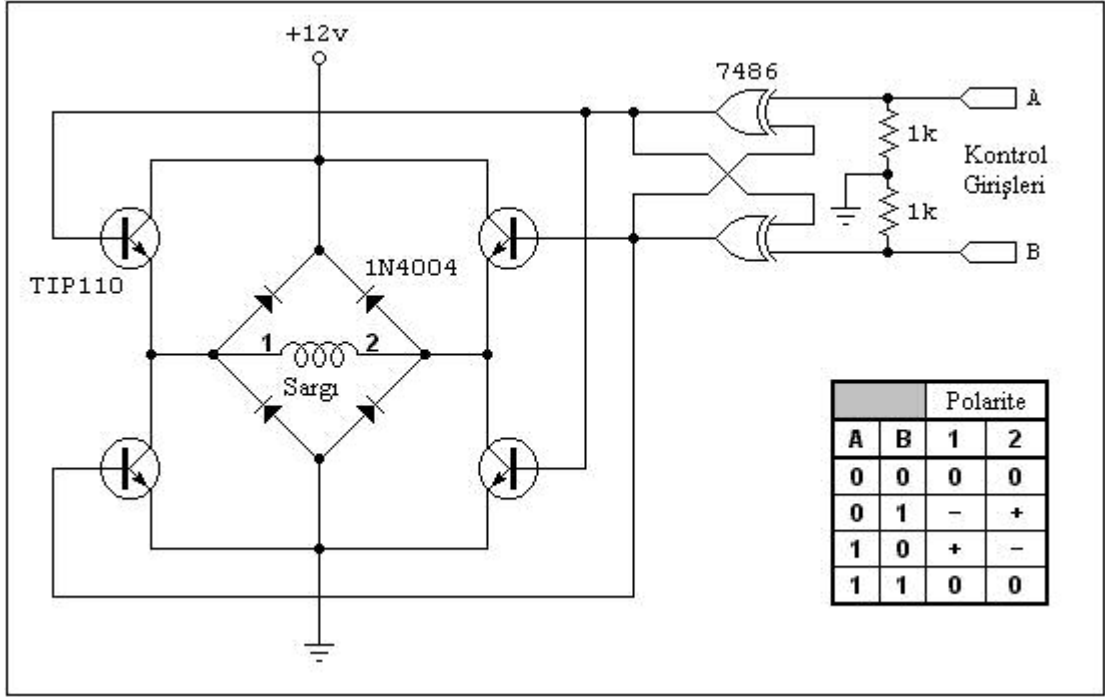 +12v
7486
A
1k
Kontrol
Girişleri
1k
B
TIP110
1N4004
1 2
Sargı
Polarite
A B 1 2
0 0 0 0
0 1 - +
1 0 + -
1 1 0 0